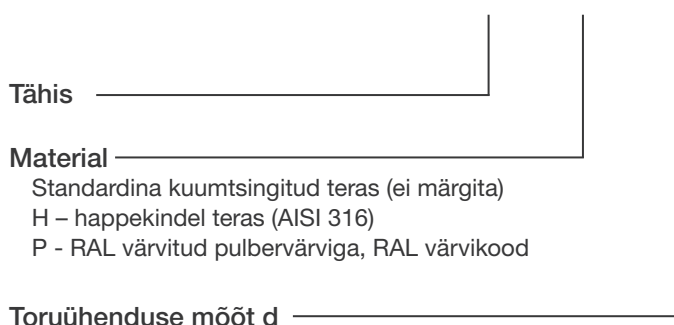 Tähis
Material
Standardina kuumtsingitud teras (ei märgita)
H – happekindel teras (AISI 316)
P - RAL värvitud pulbervärviga, RAL värvikood
Toruühenduse mõõt d